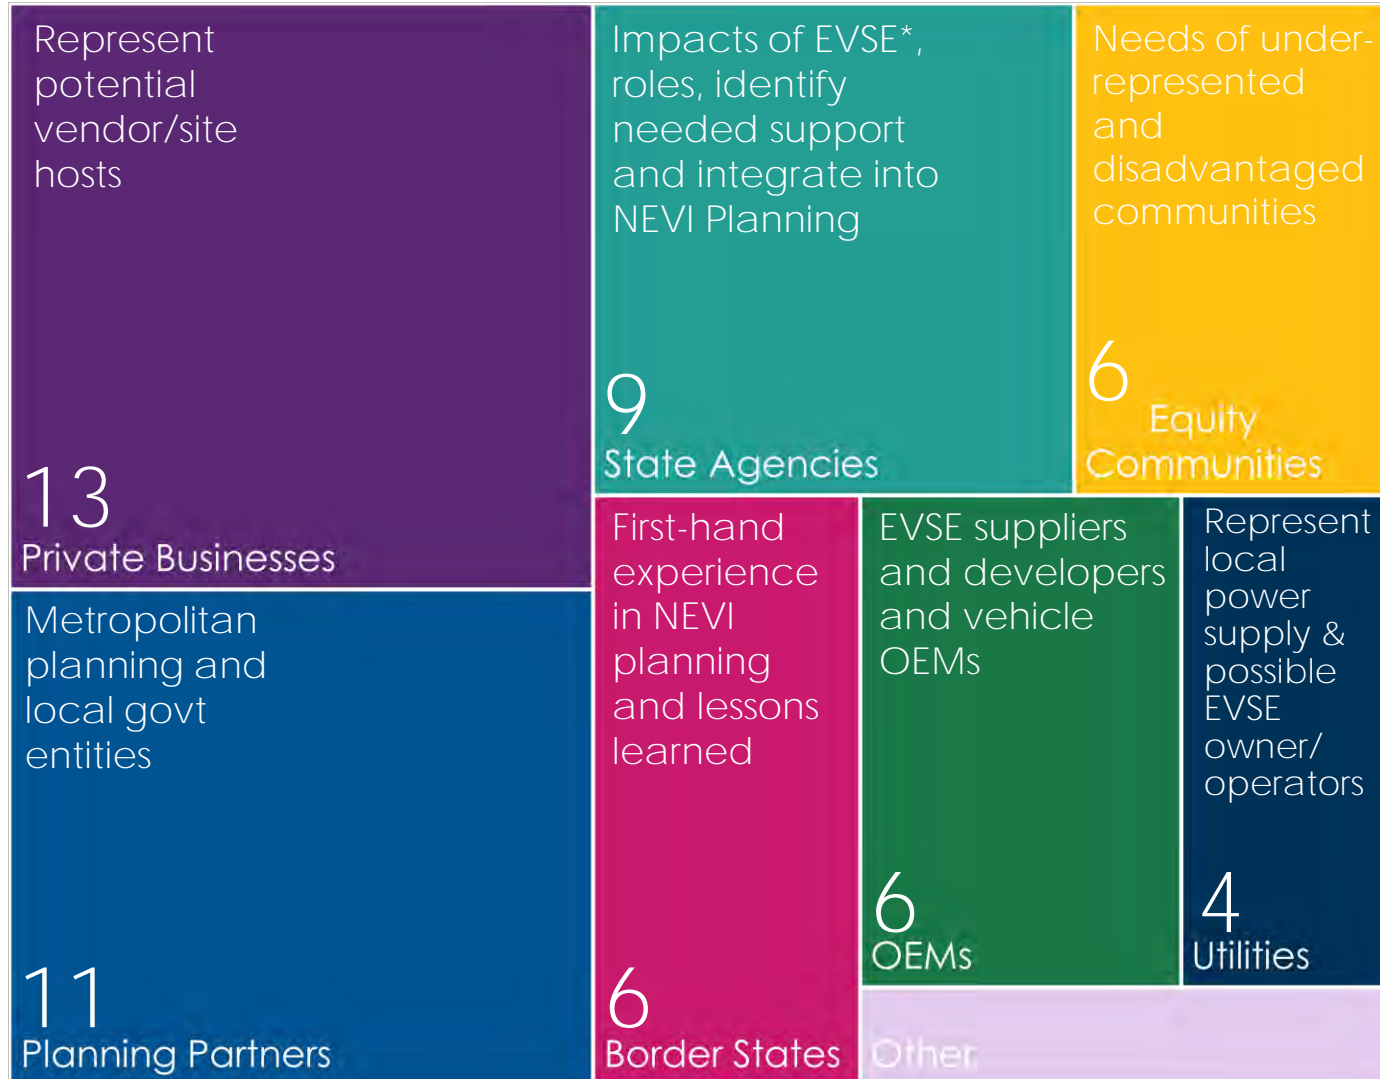 Represent
potential
vendor/site
hosts
13
Private Businesses
Impacts of EVSE*,
roles, identify
needed support
and integrate into
NEVI Planning
9
State Agencies
Needs of under-
represented
and
disadvantaged
communities
6
Equity
Communities
Metropolitan
planning and
local govt
entities
11
Planning Partners
First-hand
experience
in NEVI
planning
and lessons
learned
6
Border States
EVSE suppliers
and developers
and vehicle
OEMs
6
OEMs
Represent
local
power
supply &
possible
EVSE
owner/
operators
4
Utilities
Other